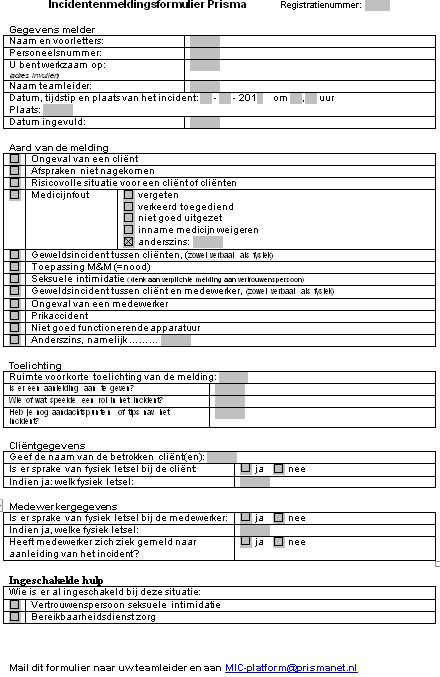 Incidentenmeldingsformulier Prisma Registratienummer:
Gegevens melder
Naam en voorletters:
Personeelsnummer:
U bent werkzaam op:
(adres invullen)
Naam teamleider:
Datum, tijdstip en plaats van het incident: - - 201 om , uur
Plaats:
Datum ingevuld:
Aard van de melding
Ongeval van een cliënt
Afspraken niet nagekomen
Risicovolle situatie voor een cliënt of cliënten
Medicijnfout vergeten
verkeerd toegediend
niet goed uitgezet
inname medicijn weigeren
anderszins:
Geweldsincident tussen cliënten, (zowel verbaal als fysiek)
Toepassing M&M (=nood)
Seksuele intimidatie (denk aan verplichte melding aan vertrouwenspersoon)
Geweldsincident tussen cliënt en medewerker, (zowel verbaal als fysiek)
Ongeval van een medewerker
Prikaccident
Niet goed functionerende apparatuur
Anderszins, namelijk ………
Toelichting
Ruimte voor korte toelichting van de melding:
Is er een aanleiding aan te geven?
Wie of wat speelde een rol in het incident?
Heb je nog aandachtspunten of tips nav het
incident?
Cliëntgegevens
Geef de naam van de betrokken cliënt(en):
Is er sprake van fysiek letsel bij de cliënt ja nee
Indien ja: welk fysiek letsel:
Medewerkergegevens
Is er sprake van fysiek letsel bij de medewerker: ja nee
Indien ja, welke fysiek letsel:
Heeft medewerker zich ziek gemeld naar ja nee
aanleiding van het incident?
Ingeschakelde hulp
Wie is er al ingeschakeld bij deze situatie:
Vertrouwenspersoon seksuele intimidatie
Bereikbaarheidsdienst zorg
Mail dit formulier naar uw teamleider en aan MIC-platform@prismanet.nl